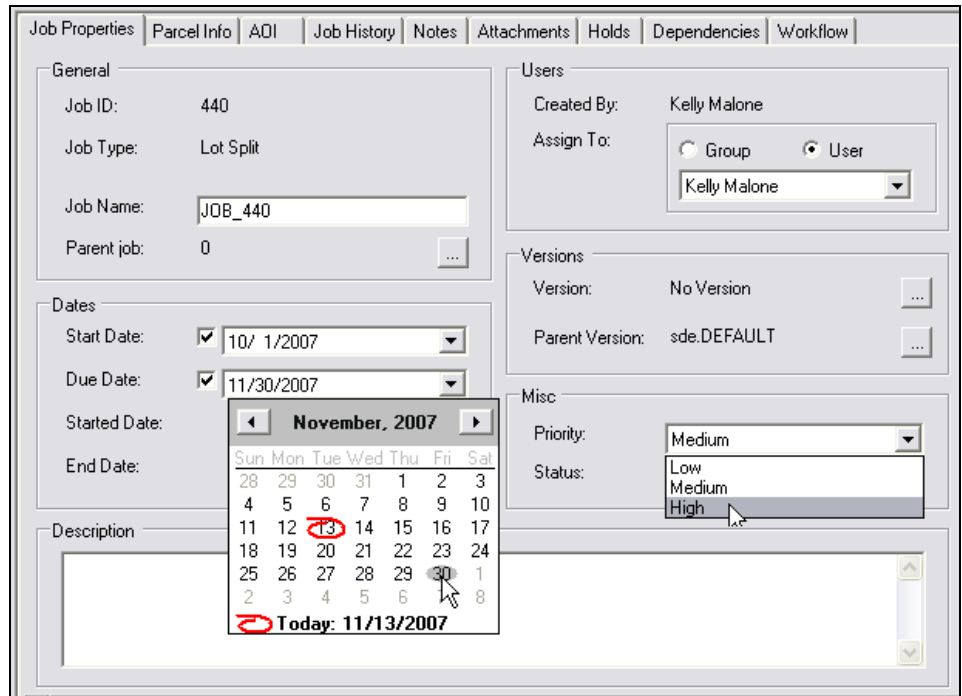 Job Properties Parcel Info AOI Job History Notes Attachments Holds Dependencies Workflow
General
Job ID: 440
Job Type: Lot Split
Job Name: JOB_440
Parent job: 0 ...
Dates
Start Date: 10/ 1/2007
Due Date: 11/30/2007
Started Date:
End Date:
November, 2007
Sun Mon Tue Wed Thu Fri Sat
28 29 30 31 1 2 3
4 5 6 7 8 9 10
11 12 13 14 15 16 17
18 19 20 21 22 23 24
25 26 27 28 29 30 1
2 3 4 5 6 8
Today: 11/13/2007
Users
Created By: Kelly Malone
Assign To: Group User
Kelly Malone
Versions
Version: No Version ...
Parent Version: sde.DEFAULT ...
Misc
Priority: Medium
Low
Medium
High
Status:
Description